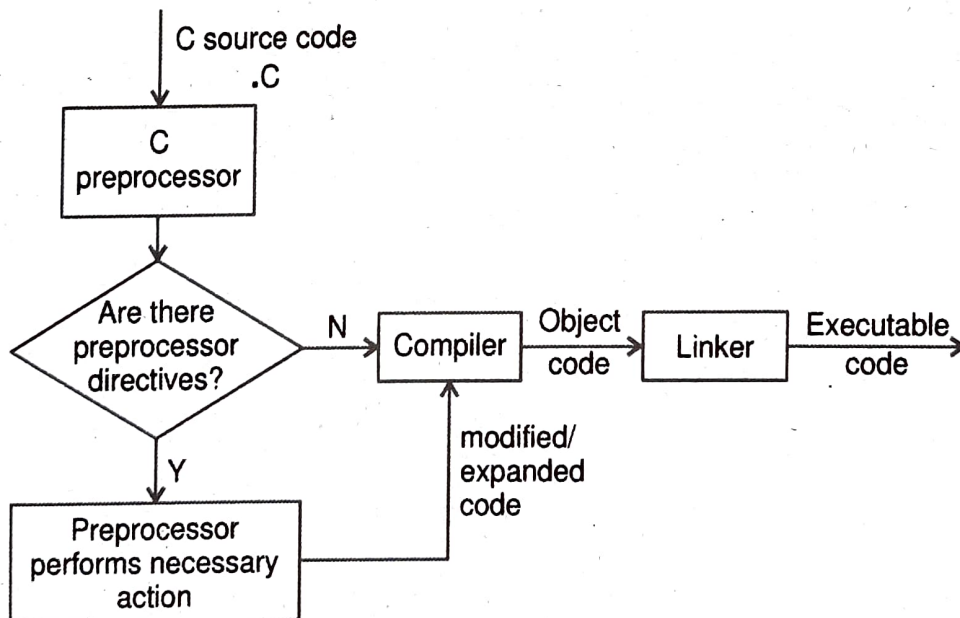 C source code
.C
C
preprocessor
Are there
preprocessor
directives?
N
Compiler
Object
code
Linker
Executable
code
Y
modified/
expanded
code
Preprocessor
performs necessary
action